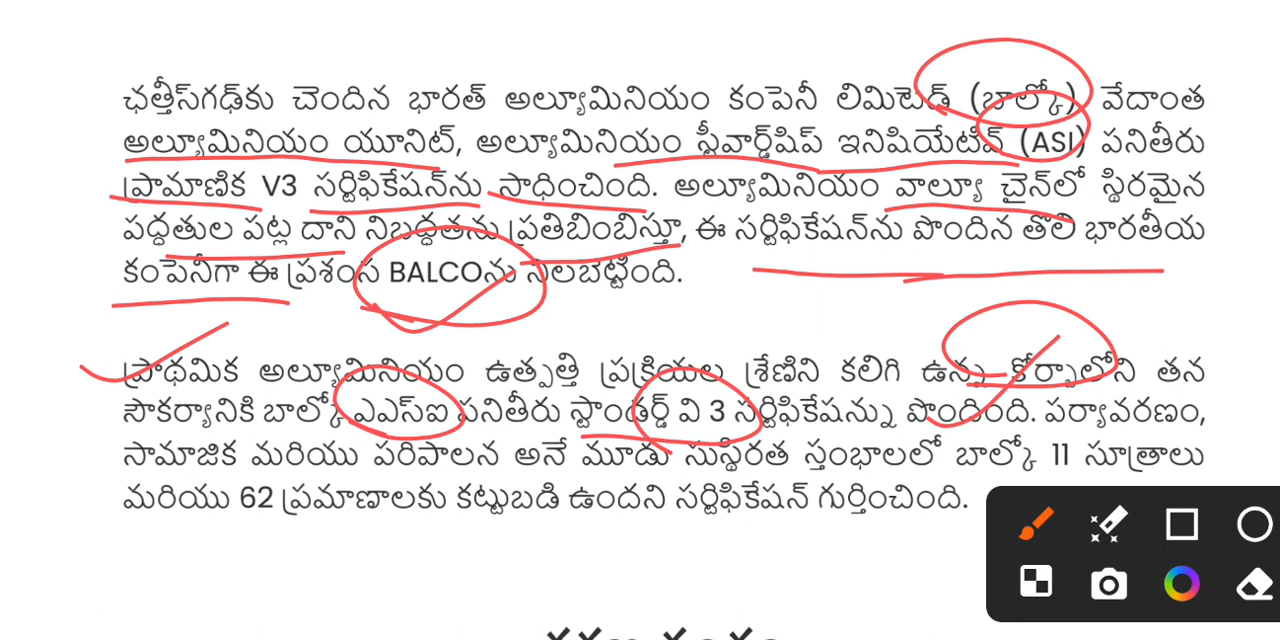 ఛత్తీస్‌గఢ్‌కు చెందిన భారత్ అల్యూమినియం కంపెనీ లిమిటెడ్ (బాల్కో) వేదాంత
అల్యూమినియం యూనిట్, అల్యూమినియం స్టీవార్డ్‌షిప్ ఇనిషియేటివ్ (ASI) పనితీరు
ప్రామాణిక V3 సర్టిఫికేషన్‌ను సాధించింది. అల్యూమినియం వాల్యూ చైన్‌లో స్థిరమైన
పద్ధతుల పట్ల దాని నిబద్ధతను ప్రతిబింబిస్తూ, ఈ సర్టిఫికేషన్‌ను పొందిన తొలి భారతీయ
కంపెనీగా ఈ ప్రశంస BALCOను నిలబెట్టింది.
ప్రాథమిక అల్యూమినియం ఉత్పత్తి ప్రక్రియల శ్రేణిని కలిగి ఉన్న కోర్బాలోని తన
సౌకర్యానికి బాల్కో ఎఎస్ఐ పనితీరు స్టాండర్డ్ వి 3 సర్టిఫికేషన్ను పొందింది. పర్యావరణం,
సామాజిక మరియు పరిపాలన అనే మూడు సుస్థిరత స్తంభాలలో బాల్కో 11 సూత్రాలు
మరియు 62 ప్రమాణాలకు కట్టుబడి ఉందని సర్టిఫికేషన్ గుర్తించింది.